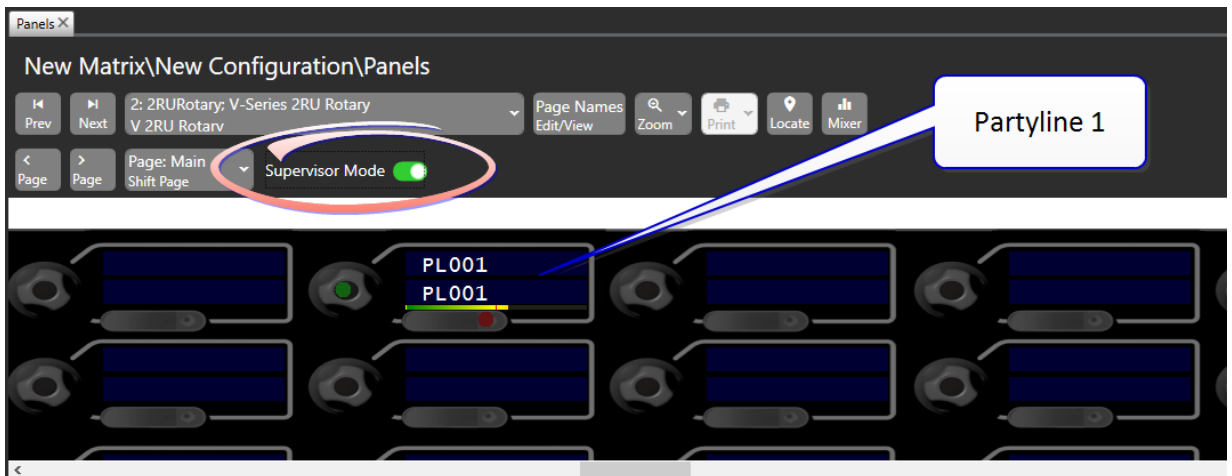 Panels
New Matrix\New Configuration\Panels
Prev
Next
2: 2RURotary: V-Series 2RU Rotary
V 2RU Rotary
Page Names
Edit/View
Zoom
Print
Locate
Mixer
Partyline 1
Page
Page
Page: Main
Shift Page
Supervisor Mode
PL001
PL001